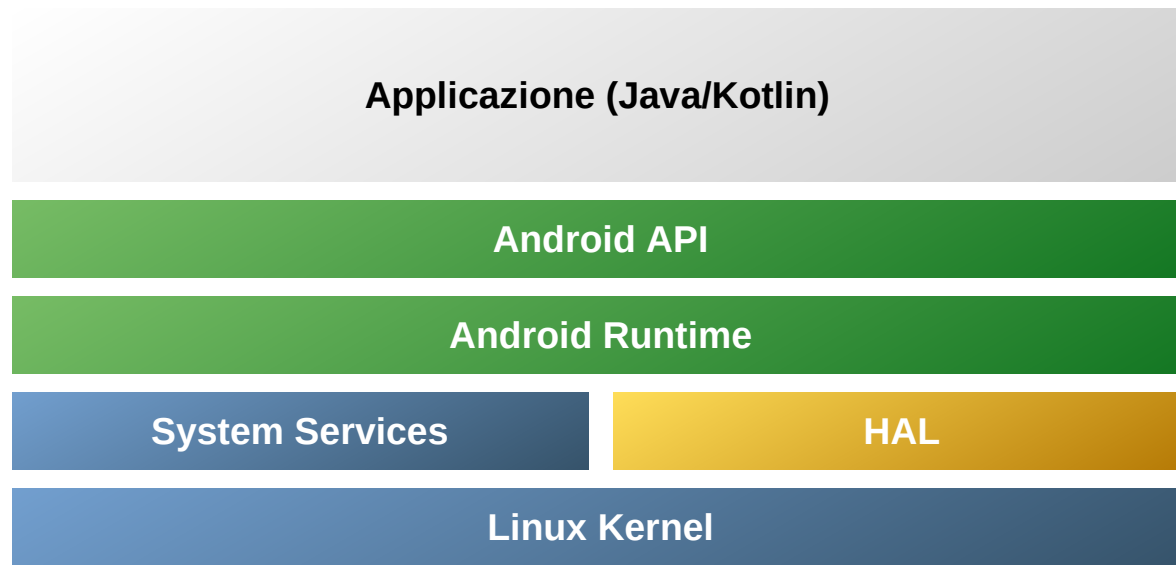 Applicazione (Java/Kotlin)
Android API
Android Runtime
System Services
HAL
Linux Kernel